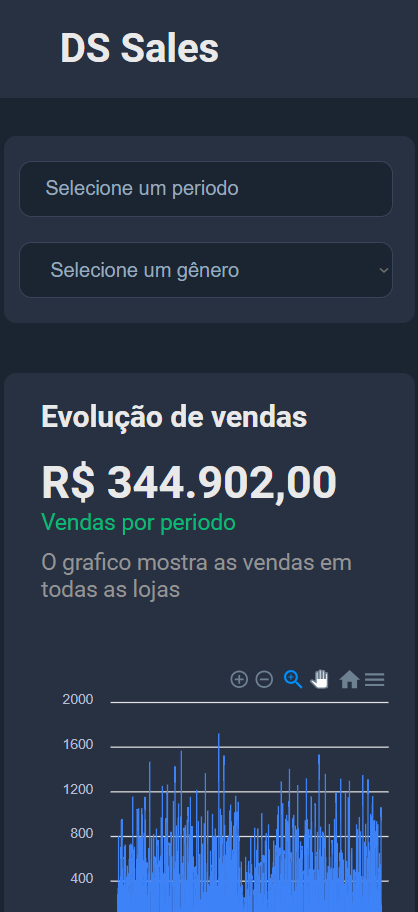 DS Sales
Selecione um periodo
Selecione um gênero
Evolução de vendas
R$ 344.902,00
Vendas por periodo
O grafico mostra as vendas em
todas as lojas
2000
1600
1200
800
400